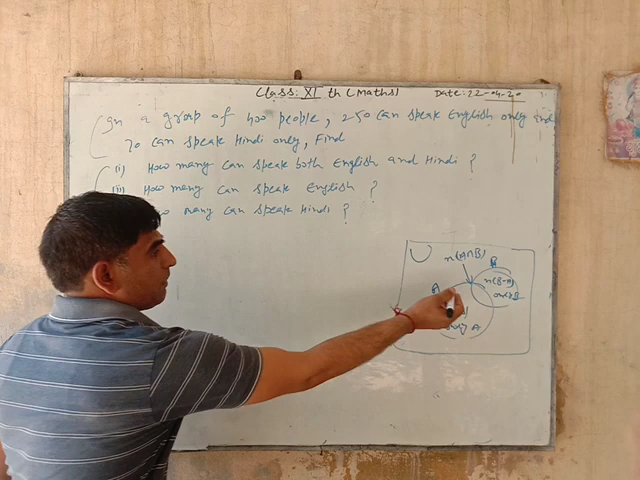 Class: XI th (Maths) Date: 22-04-20
In a group of 400 people, 250 can speak English only and
70 can speak Hindi only, Find
(i) How many can speak both English and Hindi ?
(ii) How many can speak English ?
many can speak Hindi ?
U
n(A∩B)
B
A
n(B-A)
only B
only A